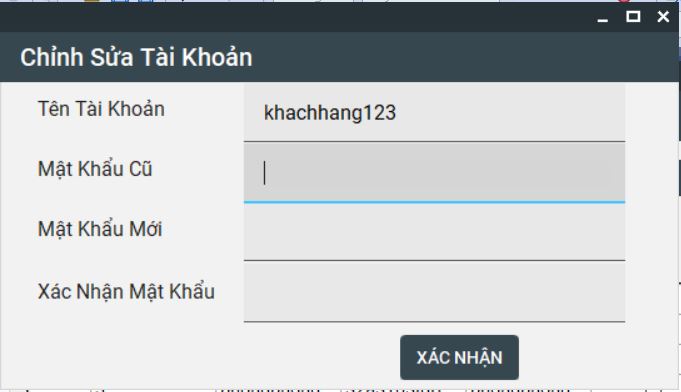 Chỉnh Sửa Tài Khoản
Tên Tài Khoản
khachhang123
Mật Khẩu Cũ
Mật Khẩu Mới
Xác Nhận Mật Khẩu
XÁC NHẬN